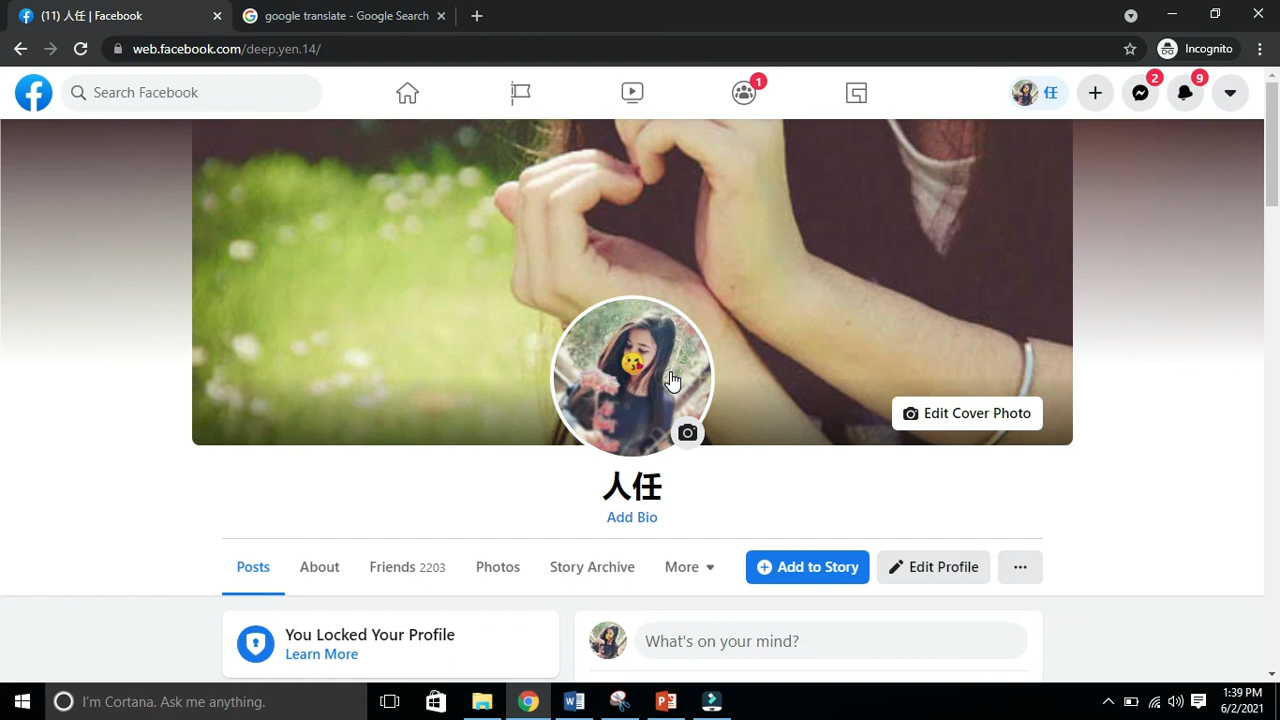 (11) 人任 | Facebook
google translate - Google Search
web.facebook.com/deep.yen.14/
Incognito
Search Facebook
1
任
2
9
Edit Cover Photo
人任
Add Bio
Posts
About
Friends 2203
Photos
Story Archive
More
Add to Story
Edit Profile
You Locked Your Profile
Learn More
What's on your mind?
I'm Cortana. Ask me anything.
1:39 PM
6/2/2021